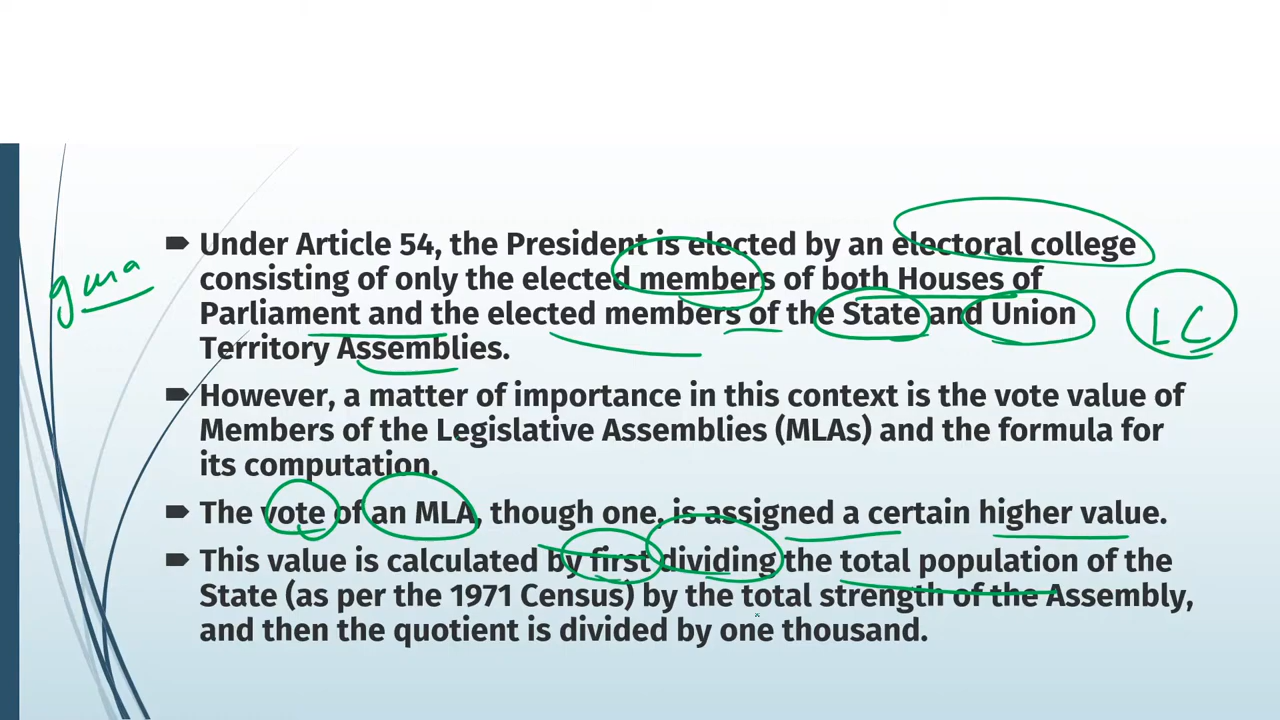 Under Article 54, the President is elected by an electoral college
consisting of only the elected members of both Houses of
Parliament and the elected members of the State and Union
Territory Assemblies.
LC
However, a matter of importance in this context is the vote value of
Members of the Legislative Assemblies (MLAs) and the formula for
its computation.
The vote of an MLA, though one, is assigned a certain higher value.
This value is calculated by first dividing the total population of the
State (as per the 1971 Census) by the total strength of the Assembly,
and then the quotient is divided by one thousand.